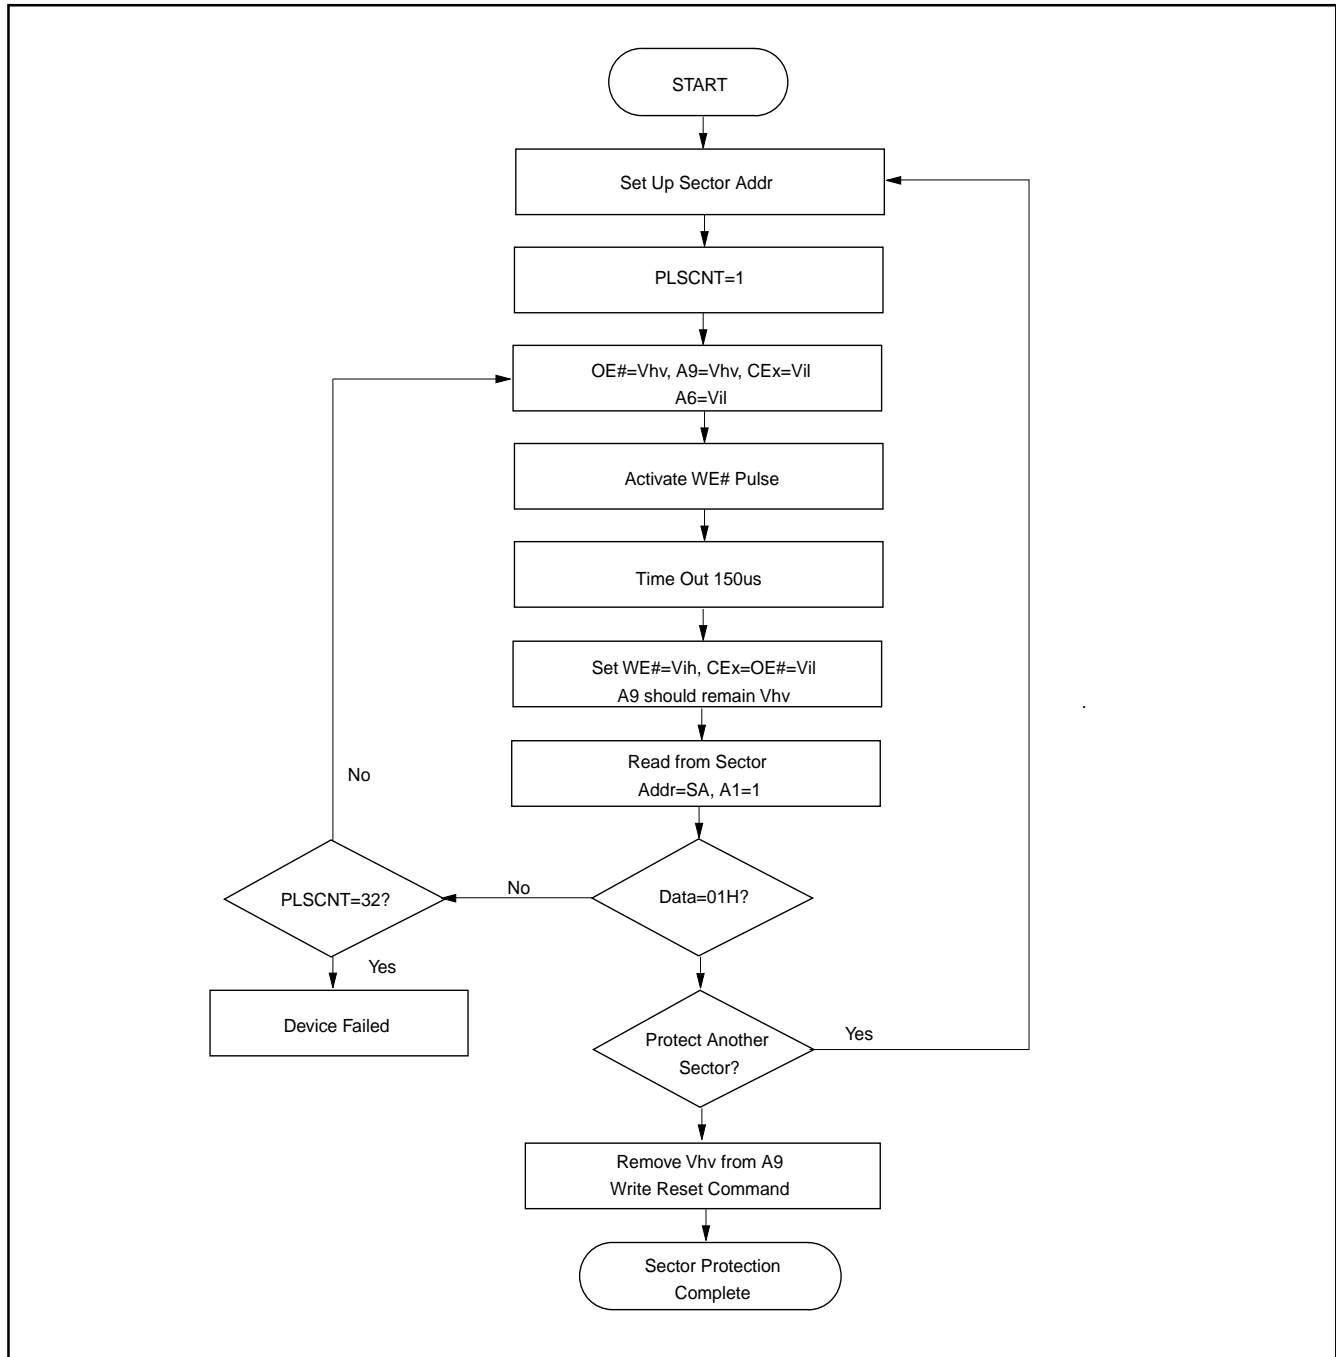 START
Set Up Sector Addr
PLSCNT=1
OE#=Vhv, A9=Vhv, CEx=Vil
A6=Vil
Activate WE# Pulse
Time Out 150us
Set WE#=Vih, CEx=OE#=Vil
A9 should remain Vhv
.
Read from Sector
Addr=SA, A1=1
No
PLSCNT=32?
No
Data=01H?
Yes
Device Failed
Protect Another
Sector?
Yes
Remove Vhv from A9
Write Reset Command
Sector Protection
Complete